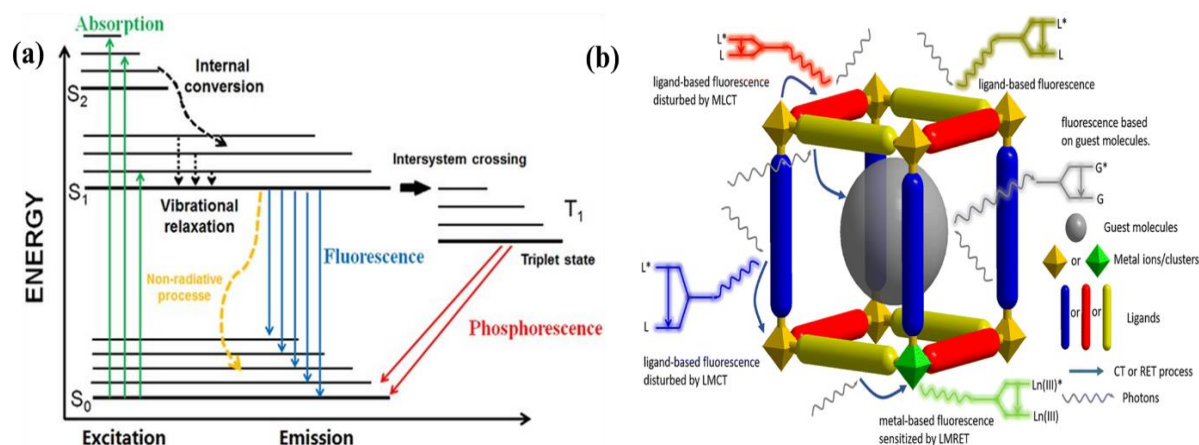 (a)
Absorption
Internal
conversion
S2
Intersystem crossing
S1
Vibrational
relaxation
T1
Triplet state
ENERGY
Non-radiative
processe
Fluorescence
Phosphorescence
S0
Excitation
Emission
(b)
L*
L
ligand-based fluorescence
disturbed by MLCT
L*
L
ligand-based fluorescence
fluorescence based
on guest molecules.
G*
G
Guest molecules
or
Metal ions/clusters
or
or
Ligands
L*
L
ligand-based fluorescence
disturbed by LMCT
CT or RET process
Photons
Ln(III)*
Ln(III)
metal-based fluorescence
sensitized by LMRET